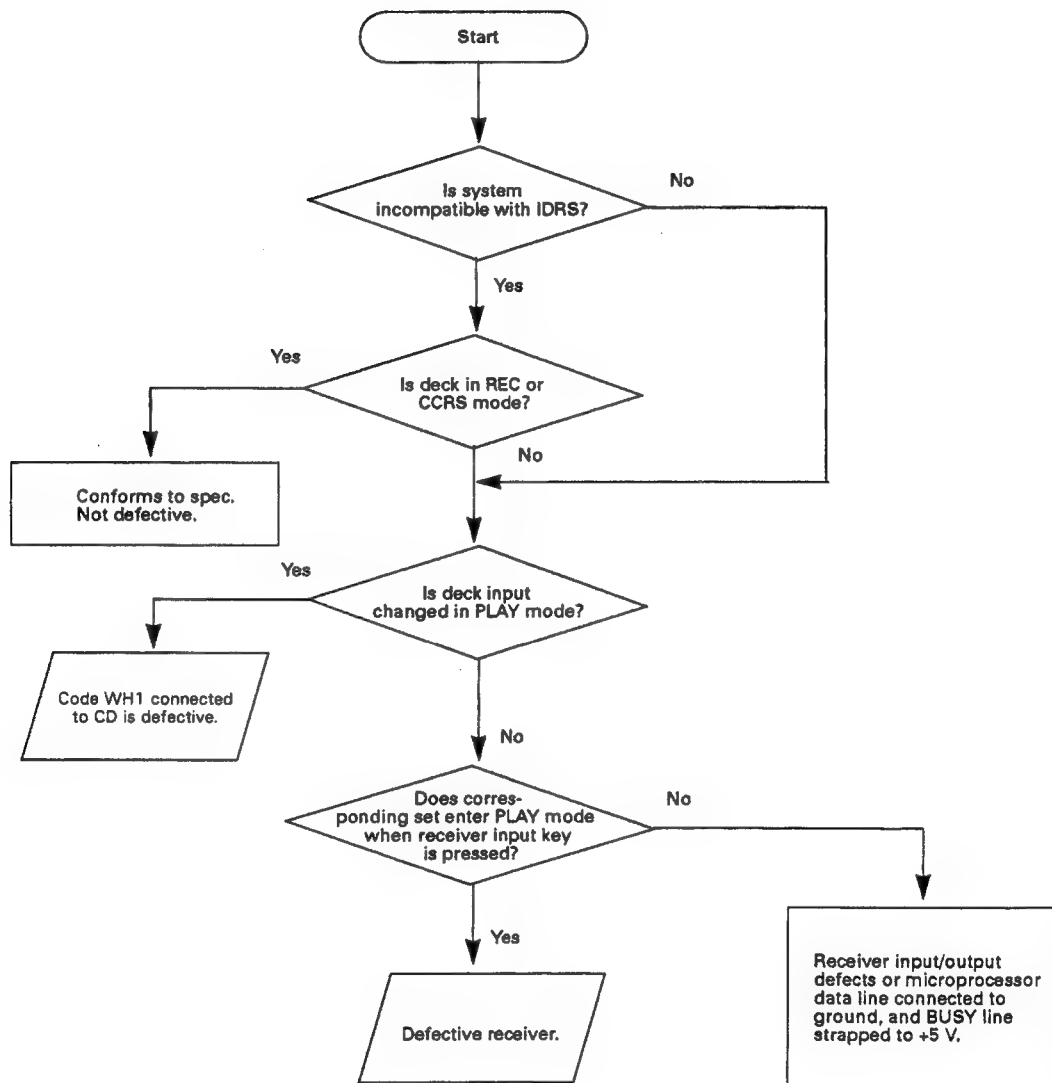 Start
Is system
incompatible with IDRS?
No
Yes
Yes
Is deck in REC or
CCRS mode?
No
Conforms to spec.
Not defective.
Yes
Is deck input
changed in PLAY mode?
Code WH1 connected
to CD is defective.
No
Does corres-
ponding set enter PLAY mode
when receiver input key
is pressed?
No
Yes
Defective receiver.
Receiver input/output
defects or microprocessor
data line connected to
ground, and BUSY line
strapped to +5 V.